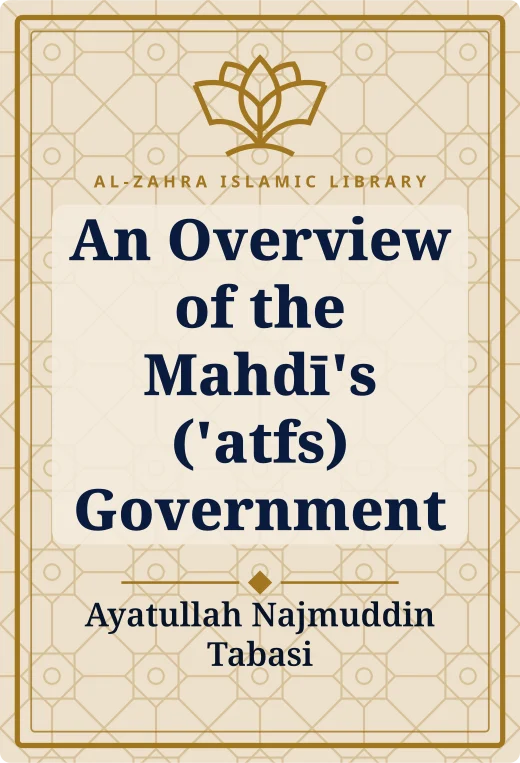 AL-ZAHRA ISLAMIC LIBRARY
An Overview
of the
Mahdī's
('atfs)
Government
Ayatullah Najmuddin
Tabasi